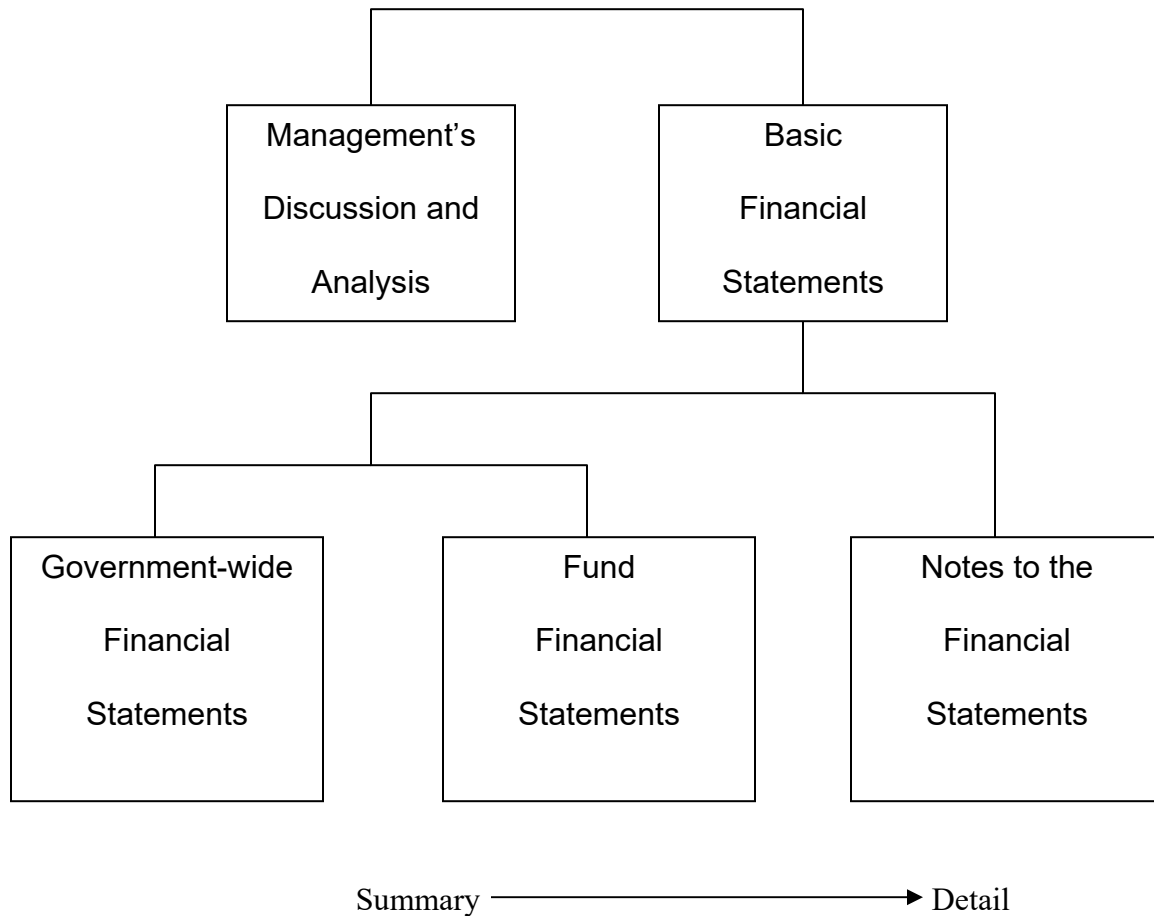 Management’s
Discussion and
Analysis
Basic
Financial
Statements
Government-wide
Financial
Statements
Fund
Financial
Statements
Notes to the
Financial
Statements
Summary
Detail